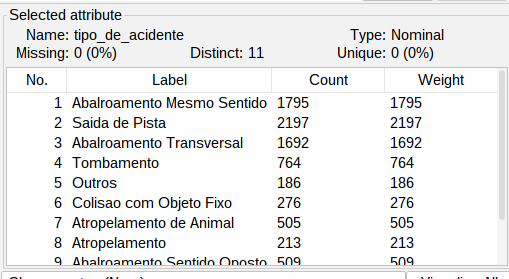 Selected attribute
Name: tipo_de_acidente Type: Nominal
Missing: 0 (0%) Distinct: 11 Unique: 0 (0%)
No. Label Count Weight
1 Abalroamento Mesmo Sentido 1795 1795
2 Saida de Pista 2197 2197
3 Abalroamento Transversal 1692 1692
4 Tombamento 764 764
5 Outros 186 186
6 Colisao com Objeto Fixo 276 276
7 Atropelamento de Animal 505 505
8 Atropelamento 213 213
9 Abalroamento Sentido Oposto 509 509